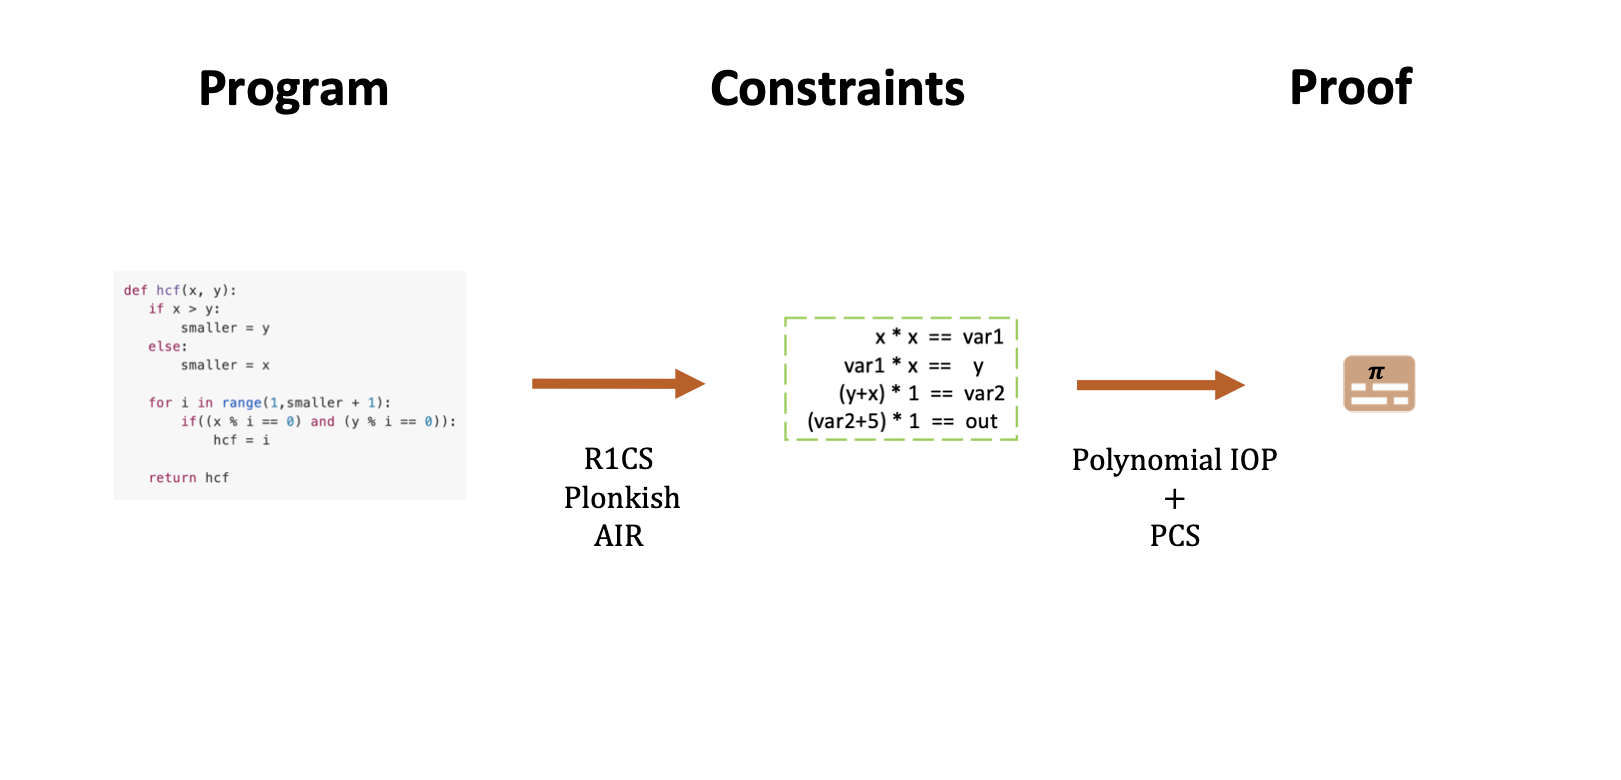 Program
Constraints
Proof
def hcf(x, y):
if x > y:
smaller = y
else:
smaller = x
for i in range(1,smaller + 1):
if((x % i == 0) and (y % i == 0)):
hcf = i
return hcf
R1CS
Plonkish
AIR
x * x == var1
var1 * x == y
(y+x) * 1 == var2
(var2+5) * 1 == out
Polynomial IOP
+
PCS
π